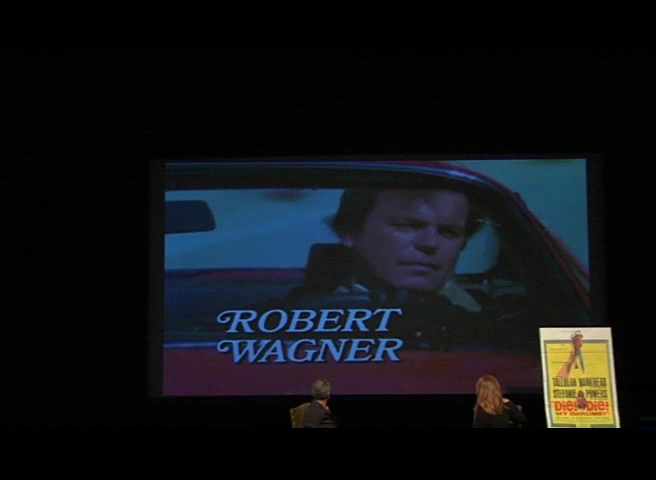 ROBERT
WAGNER
TALLULAH BANKHEAD
STEFANIE POWERS
DIE! DIE!
MY DARLING!